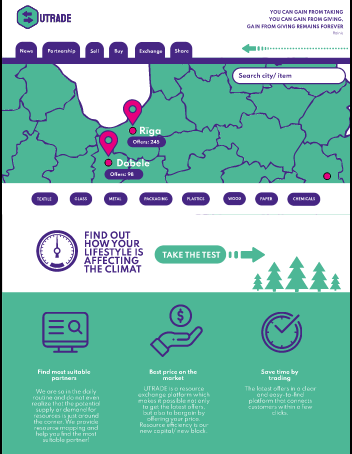 UTRADE
YOU CAN GAIN FROM TAKING
YOU CAN GAIN FROM GIVING,
GAIN FROM GIVING REMAINS FOREVER
News
Partnership
Sell
Buy
Exchange
Share
Search city/ item
Riga
Offers: 245
Dobele
Offers: 98
TEXTILE
GLASS
METAL
PACKAGING
PLASTICS
WOOD
PAPER
CHEMICALS
FIND OUT
HOW YOUR
LIFESTYLE IS
AFFECTING
THE CLIMAT
TAKE THE TEST
Find most suitable
partners
We are so in the daily
routine and do not even
realize that the potential
supply or demand for
resources is just around
the corner. We provide
resource mapping and
help you find the most
suitable partner!
Best price on the
market
UTRADE is a resource
exchange platform which
makes it possible not only
to get the latest offers,
but also to bargain by
offering your price.
Resource efficiency is our
new capital/ new black.
Save time by
trading
The latest offers in a clear
and easy-to-find
platform that connects
customers within a few
clicks.